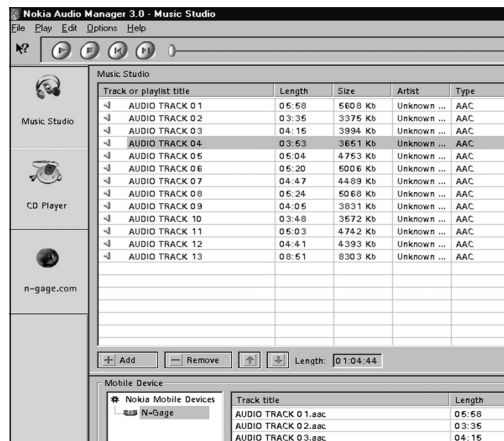 Nokia Audio Manager 3.0 - Music Studio
File Play Edit Options Help
Music Studio
Track or playlist title Length Size Artist Type
AUDIO TRACK 01 05:58 5608 Kb Unknown ... AAC
AUDIO TRACK 02 03:35 3375 Kb Unknown ... AAC
AUDIO TRACK 03 04:15 3994 Kb Unknown ... AAC
AUDIO TRACK 04 03:53 3651 Kb Unknown ... AAC
AUDIO TRACK 05 05:04 4753 Kb Unknown ... AAC
AUDIO TRACK 06 05:20 5006 Kb Unknown ... AAC
AUDIO TRACK 07 04:47 4489 Kb Unknown ... AAC
AUDIO TRACK 08 05:24 5068 Kb Unknown ... AAC
AUDIO TRACK 09 04:05 3831 Kb Unknown ... AAC
AUDIO TRACK 10 03:48 3572 Kb Unknown ... AAC
AUDIO TRACK 11 05:03 4742 Kb Unknown ... AAC
AUDIO TRACK 12 04:41 4393 Kb Unknown ... AAC
AUDIO TRACK 13 08:51 8303 Kb Unknown ... AAC
Music Studio
CD Player
n-gage.com
Add Remove Length: 01:04:44
Mobile Device
Nokia Mobile Devices
N-Gage
Track title Length
AUDIO TRACK 01.aac 05:58
AUDIO TRACK 02.aac 03:35
AUDIO TRACK 03.aac 04:15